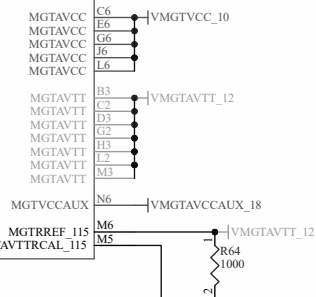 MGTAVCC C6 VMGTVCC_10
MGTAVCC E6
MGTAVCC G6
MGTAVCC J6
MGTAVCC L6
MGTAVTT B3 VMGTAVTT_12
MGTAVTT C2
MGTAVTT D3
MGTAVTT G2
MGTAVTT H3
MGTAVTT L2
MGTAVTT M3
MGTVCCAUX N6 VMGTAVCCAUX_18
MGTRREF_115 M6 VMGTAVTT_12
AVTTRCAL_115 M5
1
R64
1000
2